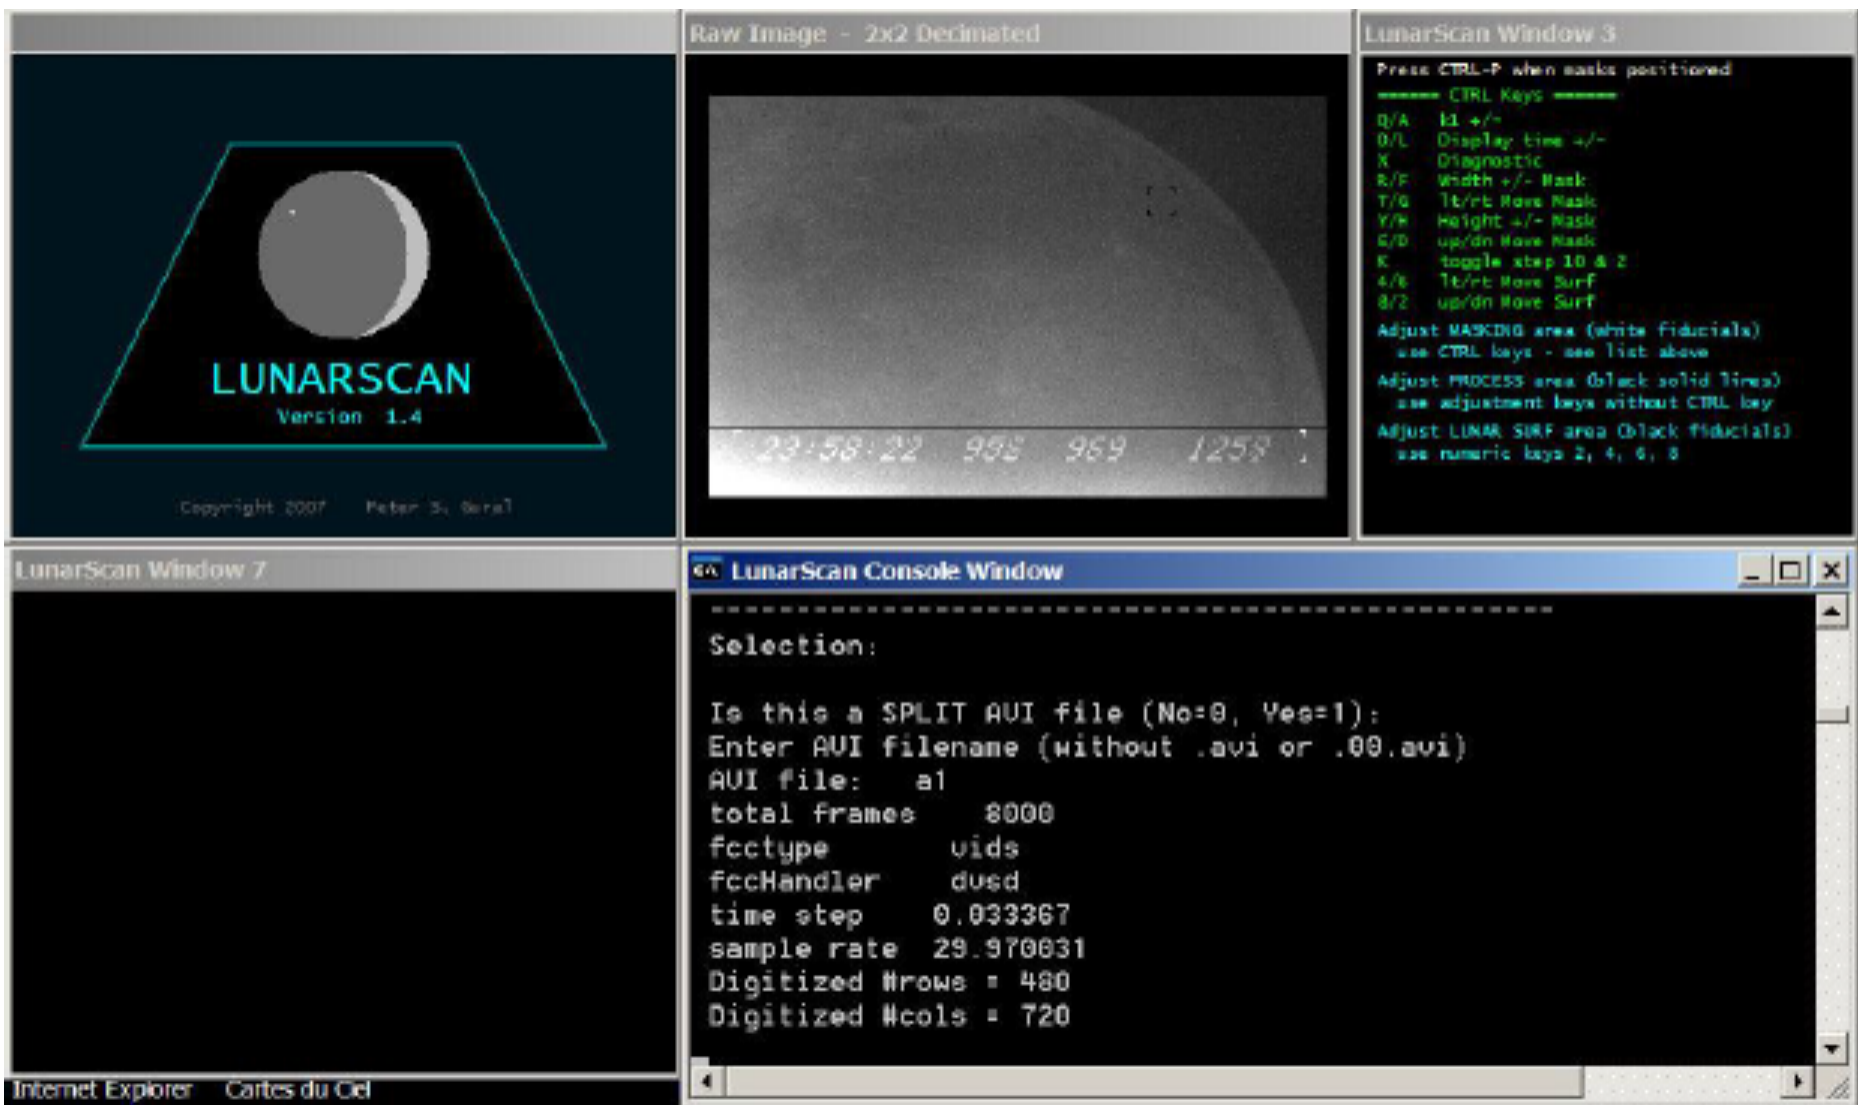 LUNARSCAN
Version 1.4
Copyright 2007 Peter S. Gural
Raw Image - 2x2 Decimated
23:58:22 958 969 1258
LunarScan Window 3
Press CTRL-P when masks positioned
====== CTRL Keys ======
Q/A k1 +/-
O/L Display time +/-
X Diagnostic
R/F Width +/- Mask
T/G lt/rt Move Mask
Y/H Height +/- Mask
E/D up/dn Move Mask
K toggle step 10 & 2
4/6 lt/rt Move Surf
8/2 up/dn Move Surf
Adjust MASKING area (white fiducials)
use CTRL keys - see list above
Adjust PROCESS area (black solid lines)
use adjustment keys without CTRL key
Adjust LUNAR SURF area (black fiducials)
use numeric keys 2, 4, 6, 8
LunarScan Window 7
LunarScan Console Window
-------------------------------------------------
Selection:
Is this a SPLIT AVI file (No=0, Yes=1):
Enter AVI filename (without .avi or .00.avi)
AVI file: a1
total frames 8000
fcctype vids
fccHandler dvsd
time step 0.033367
sample rate 29.970031
Digitized #rows = 480
Digitized #cols = 720
Internet Explorer Cartes du Ciel